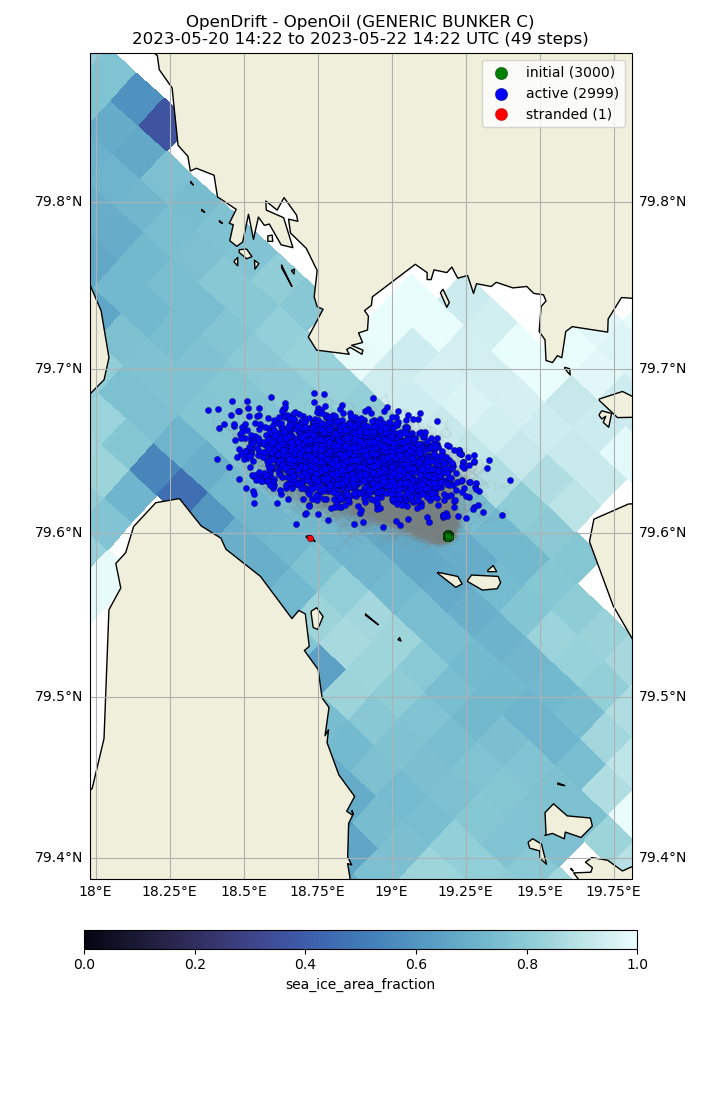 OpenDrift - OpenOil (GENERIC BUNKER C)
2023-05-20 14:22 to 2023-05-22 14:22 UTC (49 steps)
initial (3000)
active (2999)
stranded (1)
79.8°N 79.8°N
79.7°N 79.7°N
79.6°N 79.6°N
79.5°N 79.5°N
79.4°N 79.4°N
18°E 18.25°E 18.5°E 18.75°E 19°E 19.25°E 19.5°E 19.75°E
0.0 0.2 0.4 0.6 0.8 1.0
sea_ice_area_fraction